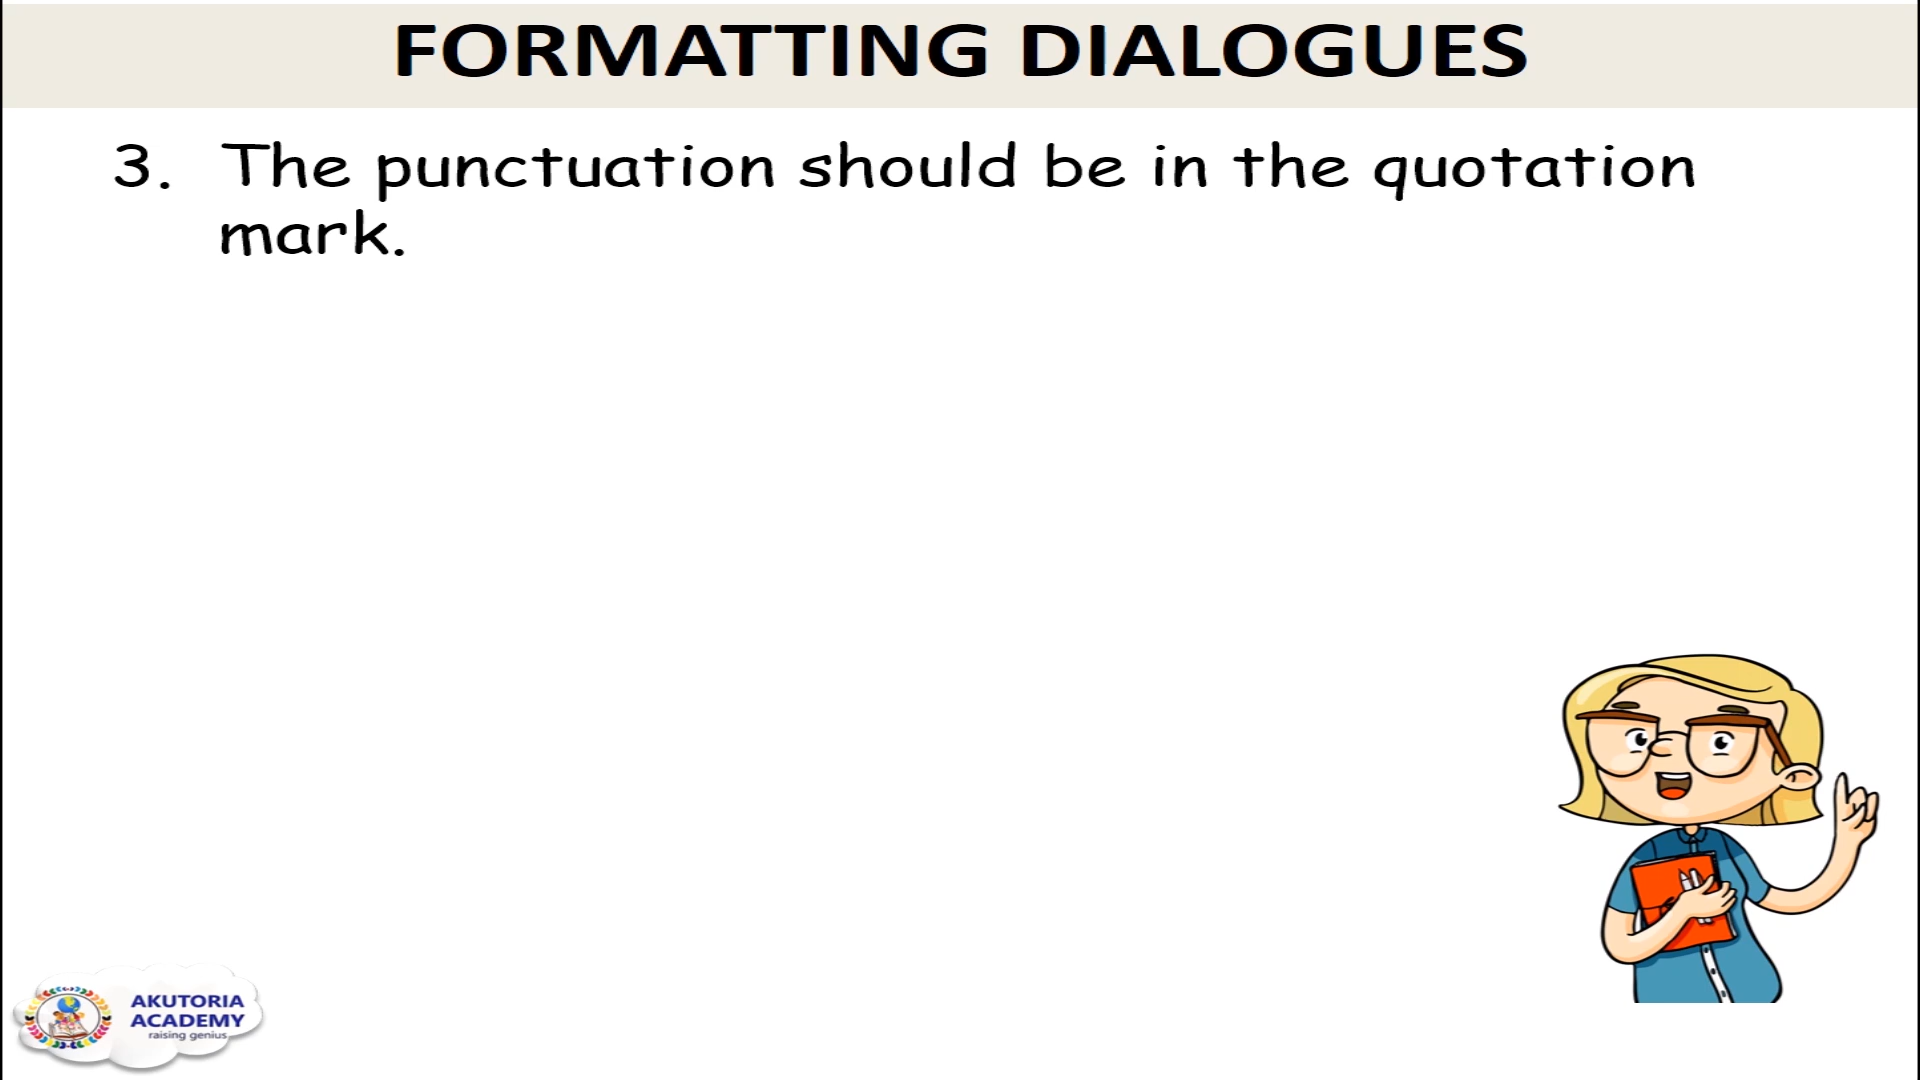 FORMATTING DIALOGUES
3. The punctuation should be in the quotation
mark.
AKUTORIA
ACADEMY
raising genius